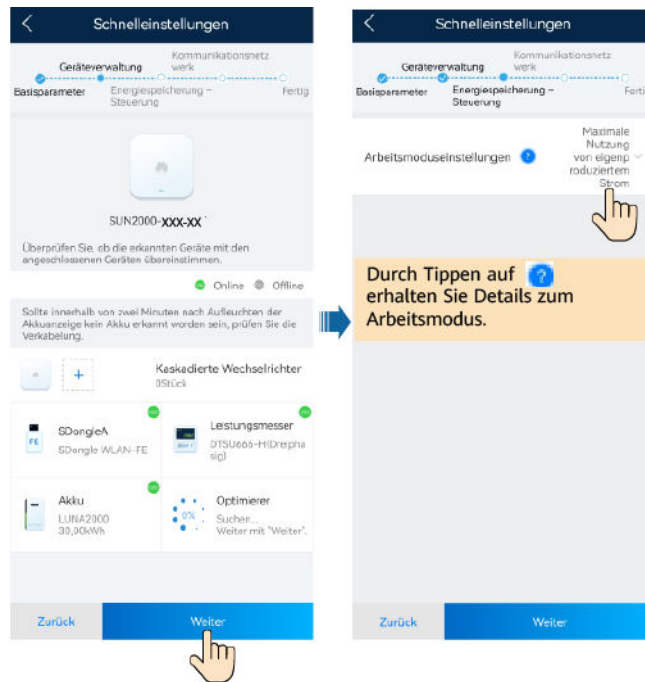 Schnelleinstellungen
Kommunikationsnetz
Geräteverwaltung
werk
Basisparameter
Energiespeicherung –
Steuerung
Fertig
SUN2000-XXX-XX
Überprüfen Sie, ob die erkannten Geräte mit den
angeschlossenen Geräten übereinstimmen.
Online
Offline
Sollte innerhalb von zwei Minuten nach Aufleuchten der
Akkuanzeige kein Akku erkannt worden sein, prüfen Sie die
Verkabelung.
Kaskadierte Wechselrichter
0Stück
FE
SDongleA
SDongle WLAN-FE
Leistungsmesser
DTSU666-H(Dreipha
sig)
Akku
LUNA2000
30,00kWh
0%
Optimierer
Suchen...
Weiter mit "Weiter".
Zurück
Weiter
Schnelleinstellungen
Kommunikationsnetz
Geräteverwaltung
werk
Basisparameter
Energiespeicherung –
Steuerung
Ferti
Arbeitsmoduseinstellungen ?
Maximale
Nutzung
von eigenp
roduziertem
Strom
Durch Tippen auf ?
erhalten Sie Details zum
Arbeitsmodus.
Zurück
Weiter